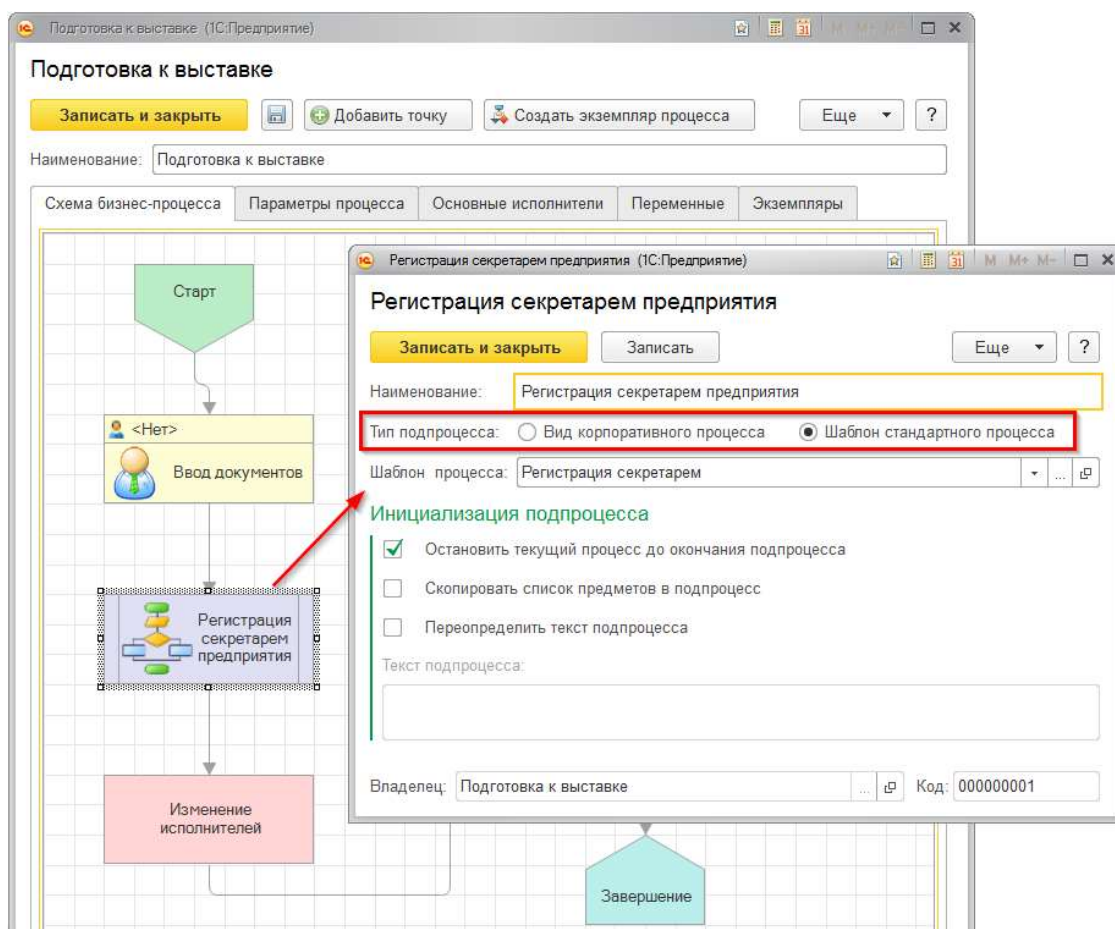 Подготовка к выставке (1С:Предприятие)
31 M M+ M-
Подготовка к выставке
Записать и закрыть Добавить точку Создать экземпляр процесса Еще ?
Наименование: Подготовка к выставке
Схема бизнес-процесса Параметры процесса Основные исполнители Переменные Экземпляры
Старт
<Нет>
Ввод документов
Регистрация
секретарем
предприятия
Изменение
исполнителей
Завершение
Регистрация секретарем предприятия (1С:Предприятие)
31 M M+ M-
Регистрация секретарем предприятия
Записать и закрыть Записать Еще ?
Наименование: Регистрация секретарем предприятия
Тип подпроцесса: Вид корпоративного процесса Шаблон стандартного процесса
Шаблон процесса: Регистрация секретарем ...
Инициализация подпроцесса
Остановить текущий процесс до окончания подпроцесса
Скопировать список предметов в подпроцесс
Переопределить текст подпроцесса
Текст подпроцесса:
Владелец: Подготовка к выставке ... Код: 000000001